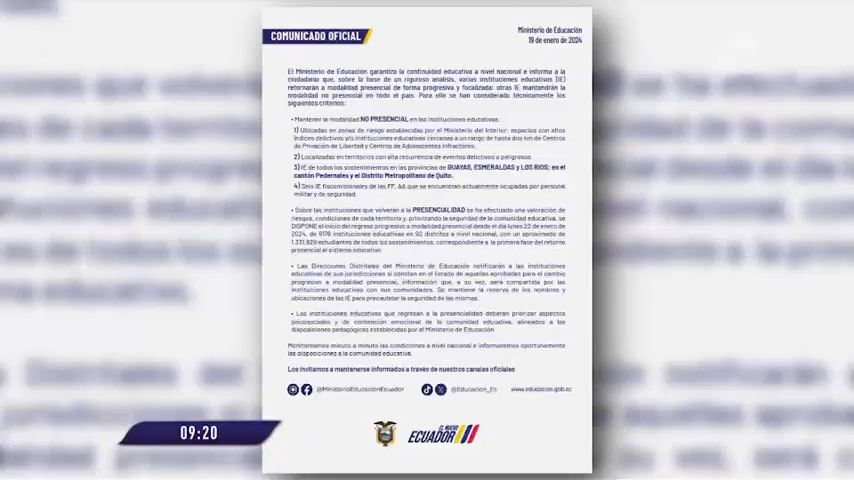 COMUNICADO OFICIAL
Ministerio de Educación
19 de enero de 2024
El Ministerio de Educación garantiza la continuidad educativa a nivel nacional e informa a la
ciudadanía que, sobre la base de un riguroso análisis, varias instituciones educativas (IE)
retornarán a modalidad presencial de forma progresiva y focalizada; otras IE mantendrán la
modalidad no presencial en todo el país. Para ello se han considerado técnicamente los
siguientes criterios:
• Mantener la modalidad NO PRESENCIAL en las instituciones educativas:
1) Ubicadas en zonas de riesgo establecidas por el Ministerio del Interior: espacios con altos
índices delictivos y/o instituciones educativas cercanas a un rango de hasta dos km de Centros
de Privación de Libertad y Centros de Adolescentes Infractores.
2) Localizadas en territorios con alta recurrencia de eventos delictivos o peligrosos.
3) IE de todos los sostenimientos en las provincias de GUAYAS, ESMERALDAS y LOS RÍOS; en el
cantón Pedernales y el Distrito Metropolitano de Quito.
4) Seis IE fiscomisionales de las FF. AA que se encuentran actualmente ocupadas por personal
militar y de seguridad.
• Sobre las instituciones que volverán a la PRESENCIALIDAD se ha efectuado una valoración de
riesgos, condiciones de cada territorio y, priorizando la seguridad de la comunidad educativa, se
DISPONE el inicio del regreso progresivo a modalidad presencial desde el día lunes 22 de enero de
2024, de 6176 instituciones educativas en 92 distritos a nivel nacional, con un aproximado de
1.331.929 estudiantes de todos los sostenimientos, correspondiente a la primera fase del retorno
presencial al sistema educativo
• Las Direcciones Distritales del Ministerio de Educación notificarán a las instituciones
educativas de sus jurisdicciones si constan en el listado de aquellas aprobadas para el cambio
progresivo a modalidad presencial, información que, a su vez, será compartida por las
instituciones educativas con sus comunidades. Se mantiene la reserva de los nombres y
ubicaciones de las IE para precautelar la seguridad de las mismas.
• Las instituciones educativas que regresan a la presencialidad deberán priorizar aspectos
psicosociales y de contención emocional de la comunidad educativa, alineados a las
disposiciones pedagógicas establecidas por el Ministerio de Educación
Monitoreamos minuto a minuto las condiciones a nivel nacional e informaremos oportunamente
las disposiciones a la comunidad educativa.
Los invitamos a mantenerse informados a través de nuestros canales oficiales
@MinisterioEducacionEcuador @Educacion_Ec www.educacion.gob.ec
EL NUEVO
ECUADOR
09:20